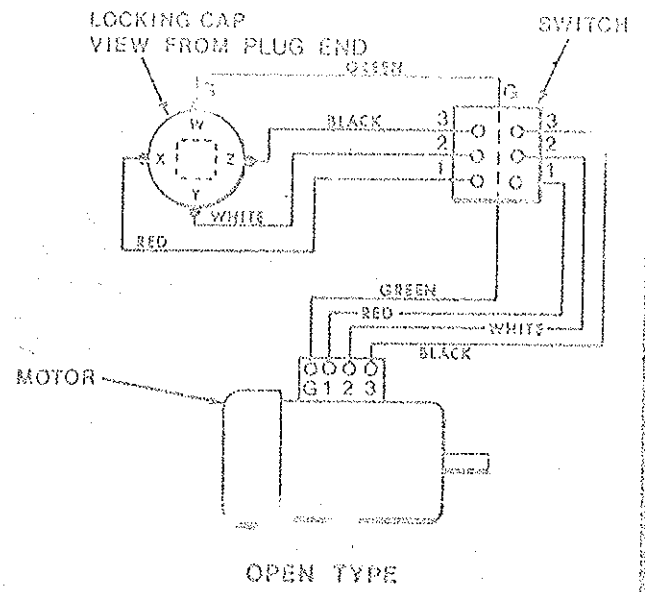 LOCKING CAP
VIEW FROM PLUG END
SWITCH
GREEN
G
G
W
X
Z
Y
BLACK
WHITE
RED
3
2
1
3
2
1
GREEN
RED
WHITE
BLACK
MOTOR
G 1 2 3
OPEN TYPE